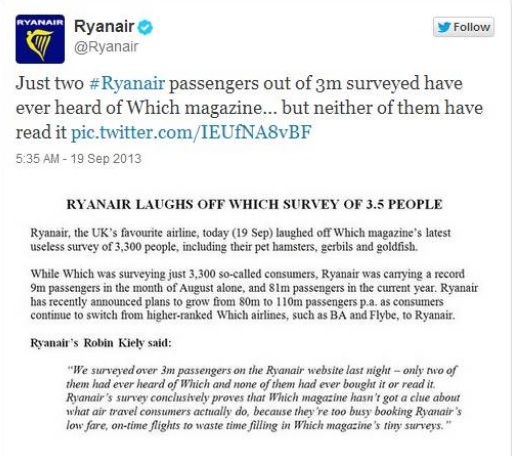 RYANAIR
Ryanair
@Ryanair
Follow
Just two #Ryanair passengers out of 3m surveyed have
ever heard of Which magazine... but neither of them have
read it pic.twitter.com/IEUfNA8vBF
5:35 AM - 19 Sep 2013
RYANAIR LAUGHS OFF WHICH SURVEY OF 3.5 PEOPLE
Ryanair, the UK's favourite airline, today (19 Sep) laughed off Which magazine's latest
useless survey of 3,300 people, including their pet hamsters, gerbils and goldfish.
While Which was surveying just 3,300 so-called consumers, Ryanair was carrying a record
9m passengers in the month of August alone, and 81m passengers in the current year. Ryanair
has recently announced plans to grow from 80m to 110m passengers p.a. as consumers
continue to switch from higher-ranked Which airlines, such as BA and Flybe, to Ryanair.
Ryanair's Robin Kiely said:
"We surveyed over 3m passengers on the Ryanair website last night – only two of
them had ever heard of Which and none of them had ever bought it or read it.
Ryanair's survey conclusively proves that Which magazine hasn't got a clue about
what air travel consumers actually do, because they're too busy booking Ryanair's
low fare, on-time flights to waste time filling in Which magazine's tiny surveys."